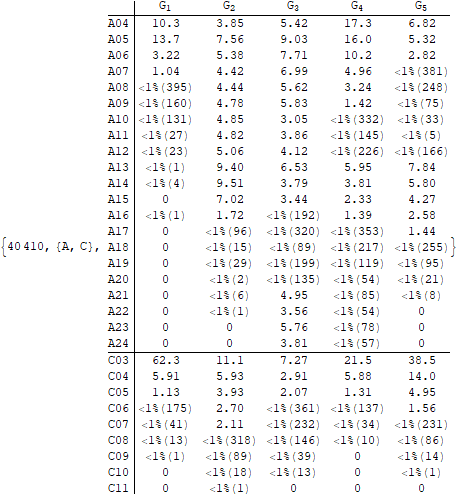 G1 G2 G3 G4 G5
A04 10.3 3.85 5.42 17.3 6.82
A05 13.7 7.56 9.03 16.0 5.32
A06 3.22 5.38 7.71 10.2 2.82
A07 1.04 4.42 6.99 4.96 <1%(381)
A08 <1%(395) 4.44 5.62 3.24 <1%(248)
A09 <1%(160) 4.78 5.83 1.42 <1%(75)
A10 <1%(131) 4.85 3.05 <1%(332) <1%(33)
A11 <1%(27) 4.82 3.86 <1%(145) <1%(5)
A12 <1%(23) 5.06 4.12 <1%(226) <1%(166)
A13 <1%(1) 9.40 6.53 5.95 7.84
A14 <1%(4) 9.51 3.79 3.81 5.80
A15 0 7.02 3.44 2.33 4.27
A16 <1%(1) 1.72 <1%(192) 1.39 2.58
A17 0 <1%(96) <1%(320) <1%(353) 1.44
{40410, {A, C}, A18 0 <1%(15) <1%(89) <1%(217) <1%(255)}
A19 0 <1%(29) <1%(199) <1%(119) <1%(95)
A20 0 <1%(2) <1%(135) <1%(54) <1%(21)
A21 0 <1%(6) 4.95 <1%(85) <1%(8)
A22 0 <1%(1) 3.56 <1%(54) 0
A23 0 0 5.76 <1%(78) 0
A24 0 0 3.81 <1%(57) 0
C03 62.3 11.1 7.27 21.5 38.5
C04 5.91 5.93 2.91 5.88 14.0
C05 1.13 3.93 2.07 1.31 4.95
C06 <1%(175) 2.70 <1%(361) <1%(137) 1.56
C07 <1%(41) 2.11 <1%(232) <1%(34) <1%(231)
C08 <1%(13) <1%(318) <1%(146) <1%(10) <1%(86)
C09 <1%(1) <1%(89) <1%(39) 0 <1%(14)
C10 0 <1%(18) <1%(13) 0 <1%(1)
C11 0 <1%(1) 0 0 0